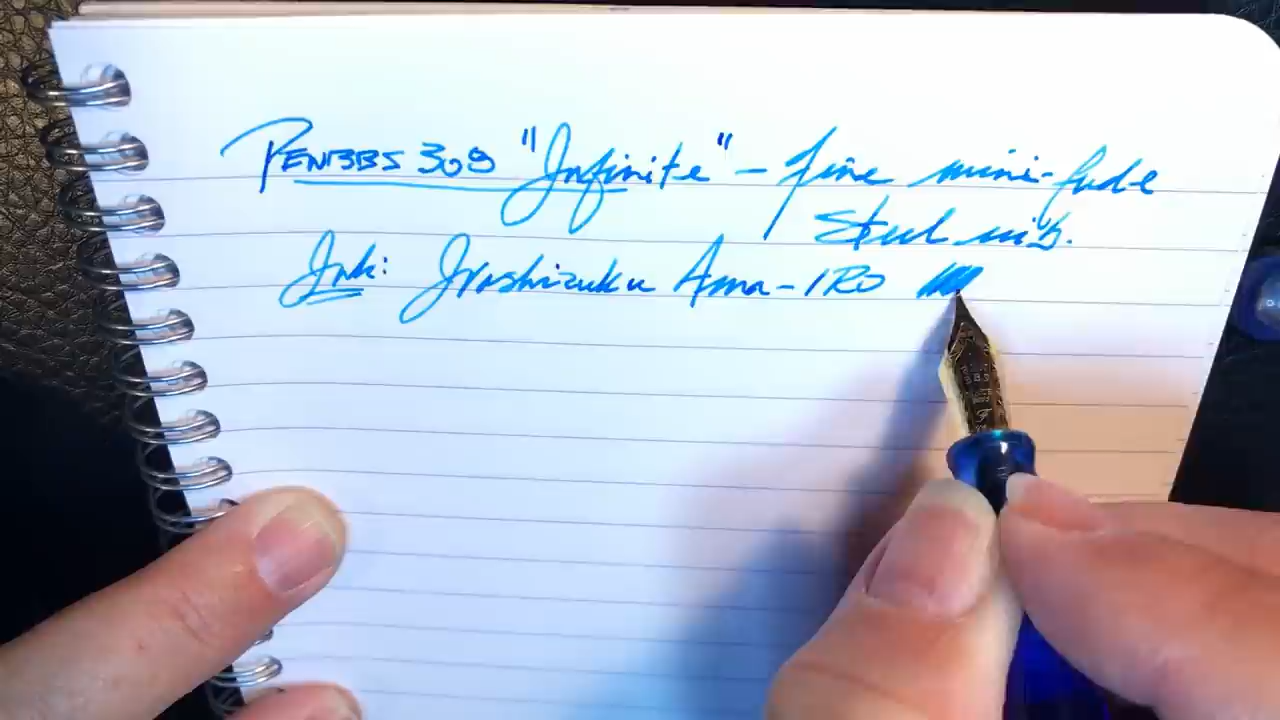 PENBBS 309 "Infinite" - fine mini-fude
steel nib.
Ink: Iroshizuku Ama-IRO